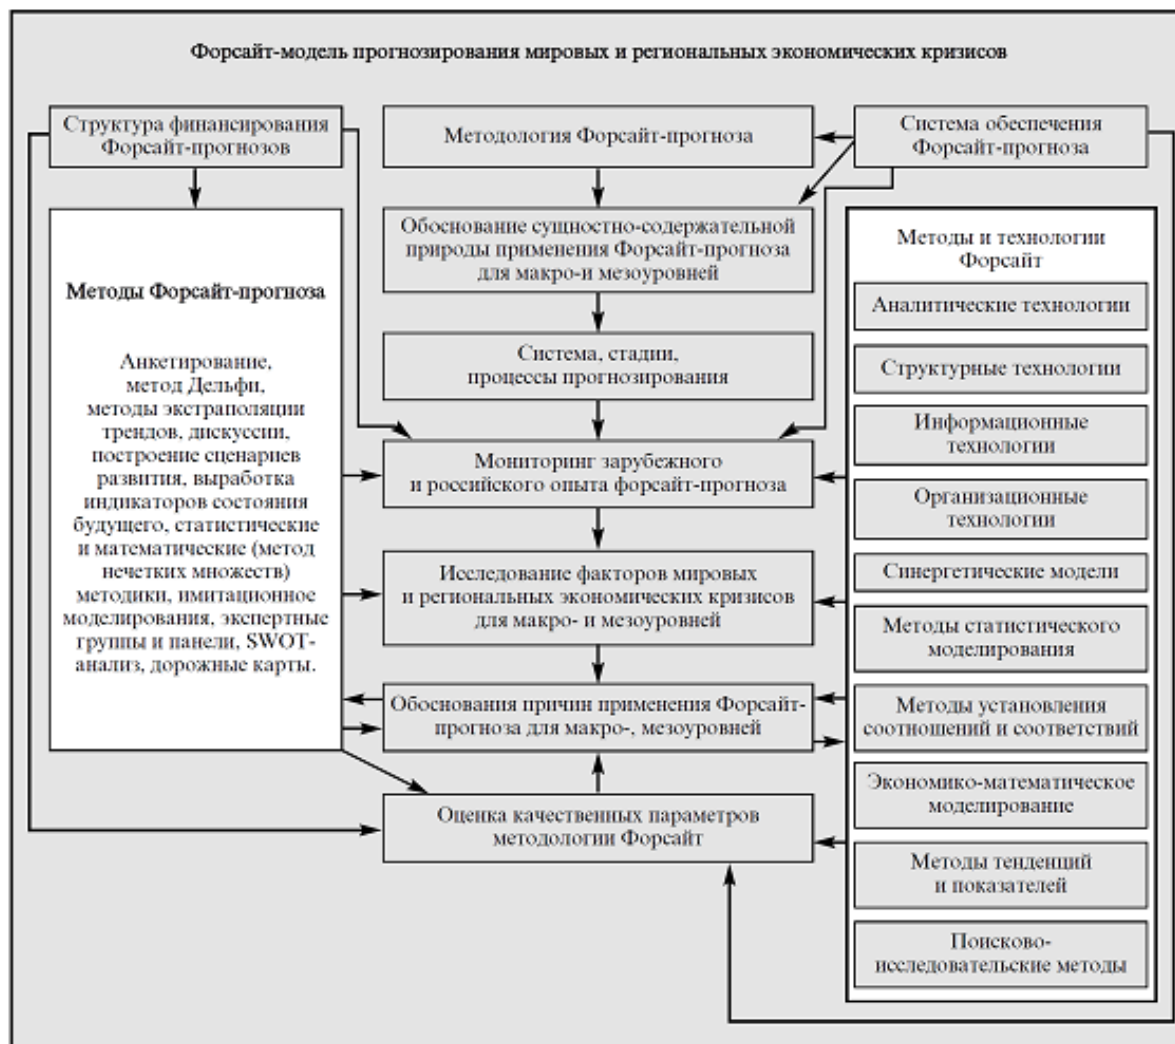 Форсайт-модель прогнозирования мировых и региональных экономических кризисов
Структура финансирования
Форсайт-прогнозов
Методология Форсайт-прогноза
Система обеспечения
Форсайт-прогноза
Обоснование сущностно-содержательной
природы применения Форсайт-прогноза
для макро-и мезоуровней
Система, стадии,
процессы прогнозирования
Мониторинг зарубежного
и российского опыта форсайт-прогноза
Исследование факторов мировых
и региональных экономических кризисов
для макро- и мезоуровней
Обоснования причин применения Форсайт-
прогноза для макро-, мезоуровней
Оценка качественных параметров
методологии Форсайт
Методы Форсайт-прогноза
Анкетирование,
метод Дельфи,
методы экстраполяции
трендов, дискуссии,
построение сценариев
развития, выработка
индикаторов состояния
будущего, статистические
и математические (метод
нечетких множеств)
методики, имитационное
моделирования, экспертные
группы и панели, SWOT-
анализ, дорожные карты.
Методы и технологии
Форсайт
Аналитические технологии
Структурные технологии
Информационные
технологии
Организационные
технологии
Синергетические модели
Методы статистического
моделирования
Методы установления
соотношений и соответствий
Экономико-математическое
моделирование
Методы тенденций
и показателей
Поисково-
исследовательские методы